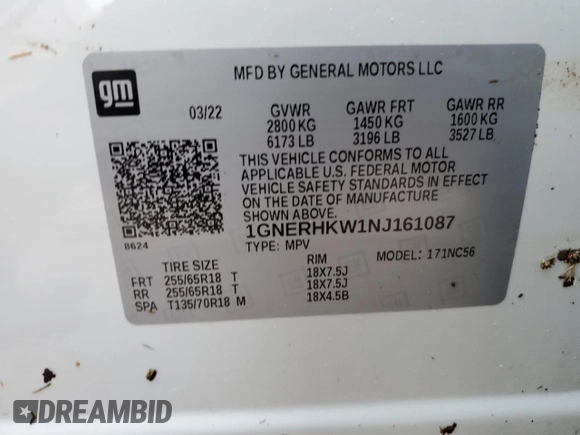 gm
MFD BY GENERAL MOTORS LLC
03/22
GVWR GAWR FRT GAWR RR
2800 KG 1450 KG 1600 KG
6173 LB 3196 LB 3527 LB
THIS VEHICLE CONFORMS TO ALL
APPLICABLE U.S. FEDERAL MOTOR
VEHICLE SAFETY STANDARDS IN EFFECT
ON THE DATE OF MANUFACTURE
SHOWN ABOVE.
1GNERHKW1NJ161087
8624
TYPE: MPV MODEL: 171NC56
TIRE SIZE RIM
FRT 255/65R18 T 18X7.5J
RR 255/65R18 T 18X7.5J
SPA T135/70R18 M 18X4.5B
DREAMBID